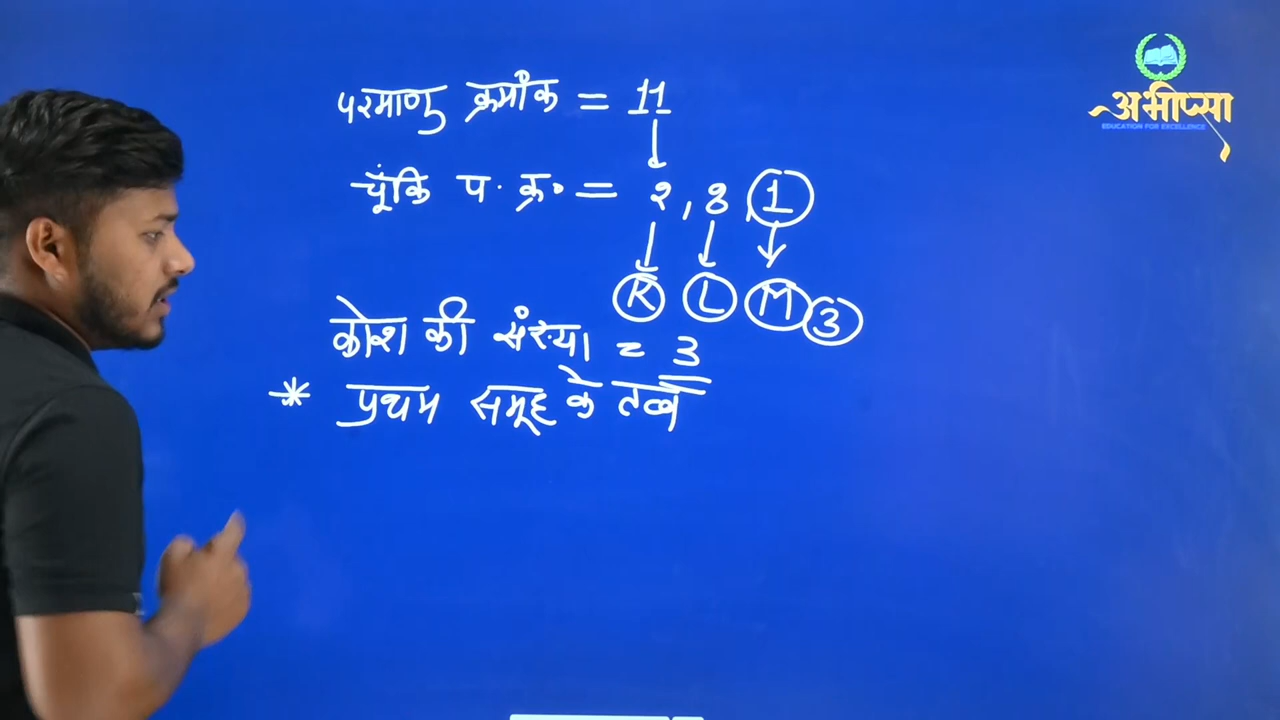 परमाणु क्रमांक = 11
चूंकि प. क्र. = 2, 8, 1
K L M 3
कोश की संख्या = 3
* प्रथम समूह के तत्व
अभीप्सा
EDUCATION FOR EXCELLENCE